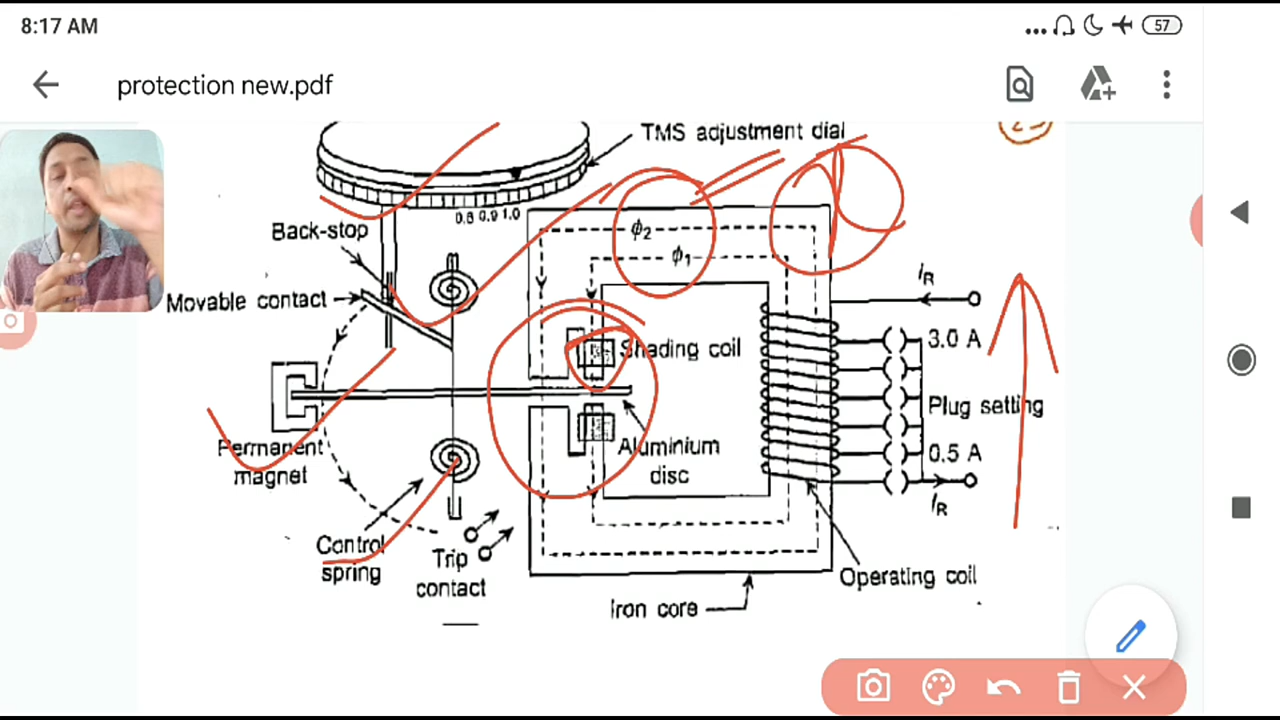 8:17 AM
57
protection new.pdf
TMS adjustment dial
0.8 0.9 1.0
Back-stop
ϕ₂
ϕ₁
Movable contact
i_R
3.0 A
Shading coil
Plug setting
Permanent
magnet
Aluminium
disc
0.5 A
i_R
Control
spring
Trip
contact
Operating coil
Iron core